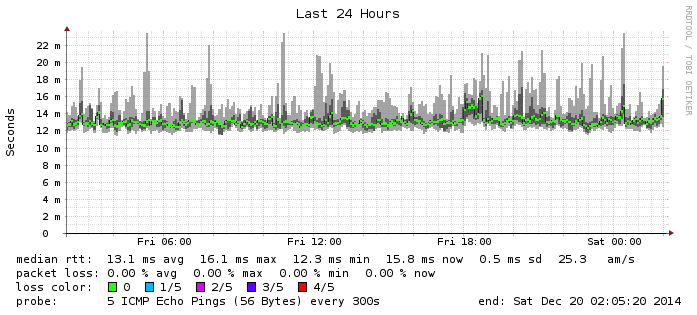 Last 24 Hours
RRDTOOL / TOBI OETIKER
Seconds
22 m
20 m
18 m
16 m
14 m
12 m
10 m
8 m
6 m
4 m
2 m
0
Fri 06:00 Fri 12:00 Fri 18:00 Sat 00:00
median rtt: 13.1 ms avg 16.1 ms max 12.3 ms min 15.8 ms now 0.5 ms sd 25.3 am/s
packet loss: 0.00 % avg 0.00 % max 0.00 % min 0.00 % now
loss color: 0 1/5 2/5 3/5 4/5
probe: 5 ICMP Echo Pings (56 Bytes) every 300s end: Sat Dec 20 02:05:20 2014